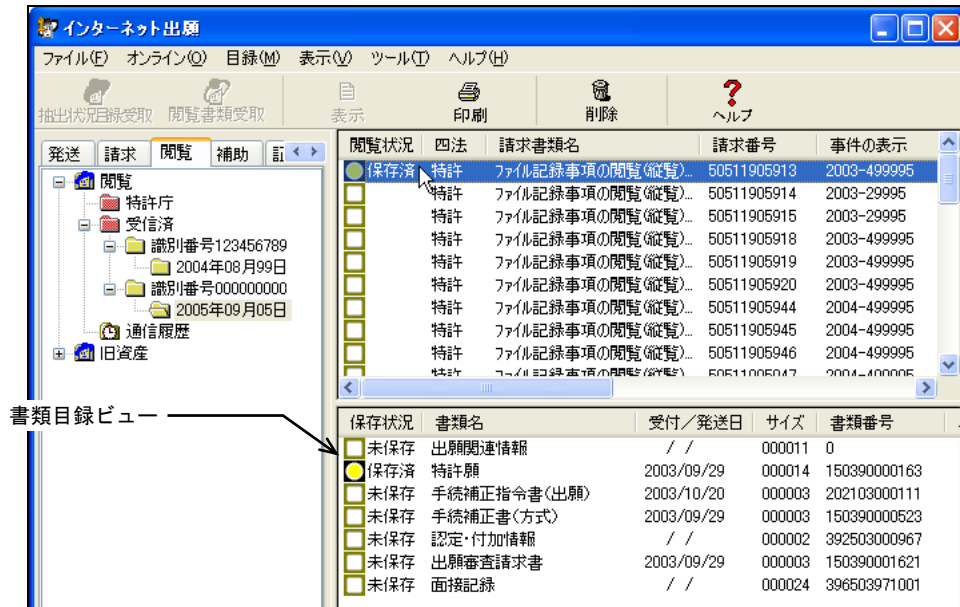 インターネット出願
ファイル(F) オンライン(O) 目録(M) 表示(V) ツール(T) ヘルプ(H)
抽出状況目録受取 閲覧書類受取 表示 印刷 削除 ヘルプ
発送 請求 閲覧 補助
閲覧
特許庁
受信済
識別番号123456789
2004年08月99日
識別番号000000000
2005年09月05日
通信履歴
旧資産
閲覧状況 四法 請求書類名 請求番号 事件の表示
保存済 特許 ファイル記録事項の閲覧(縦覧)... 50511905913 2003-499995
特許 ファイル記録事項の閲覧(縦覧)... 50511905914 2003-29995
特許 ファイル記録事項の閲覧(縦覧)... 50511905915 2003-29995
特許 ファイル記録事項の閲覧(縦覧)... 50511905918 2003-499995
特許 ファイル記録事項の閲覧(縦覧)... 50511905919 2003-499995
特許 ファイル記録事項の閲覧(縦覧)... 50511905920 2003-499995
特許 ファイル記録事項の閲覧(縦覧)... 50511905944 2004-499995
特許 ファイル記録事項の閲覧(縦覧)... 50511905945 2004-499995
特許 ファイル記録事項の閲覧(縦覧)... 50511905946 2004-499995
特許 ファイル記録事項の閲覧(縦覧)... 50511905947 2004-499995
書類目録ビュー
保存状況 書類名 受付／発送日 サイズ 書類番号
未保存 出願関連情報 / / 000011 0
保存済 特許願 2003/09/29 000014 150390000163
未保存 手続補正指令書(出願) 2003/10/20 000003 202103000111
未保存 手続補正書(方式) 2003/09/29 000003 150390000523
未保存 認定・付加情報 / / 000002 392503000967
未保存 出願審査請求書 2003/09/29 000003 150390001621
未保存 面接記録 / / 000024 396503971001